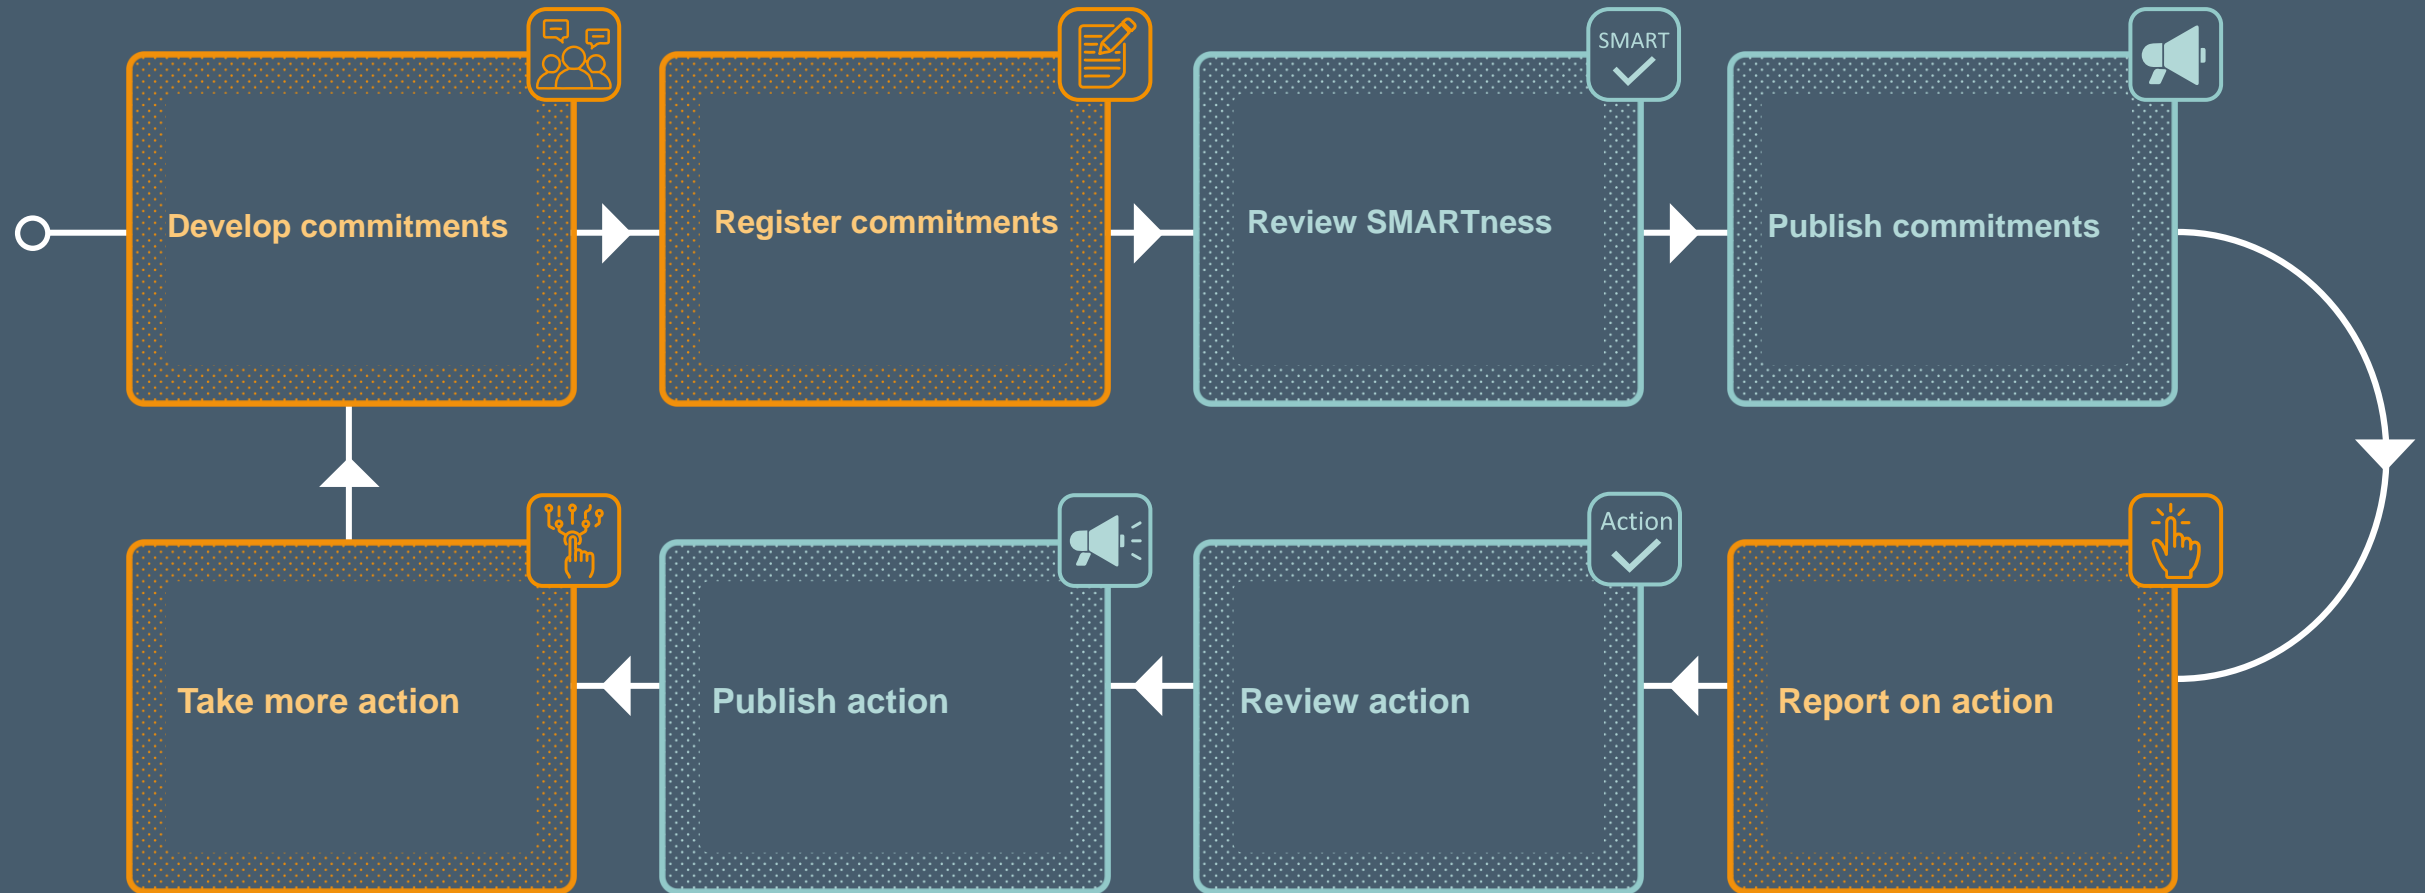 SMART
Develop commitments
Register commitments
Review SMARTness
Publish commitments
Action
Take more action
Publish action
Review action
Report on action